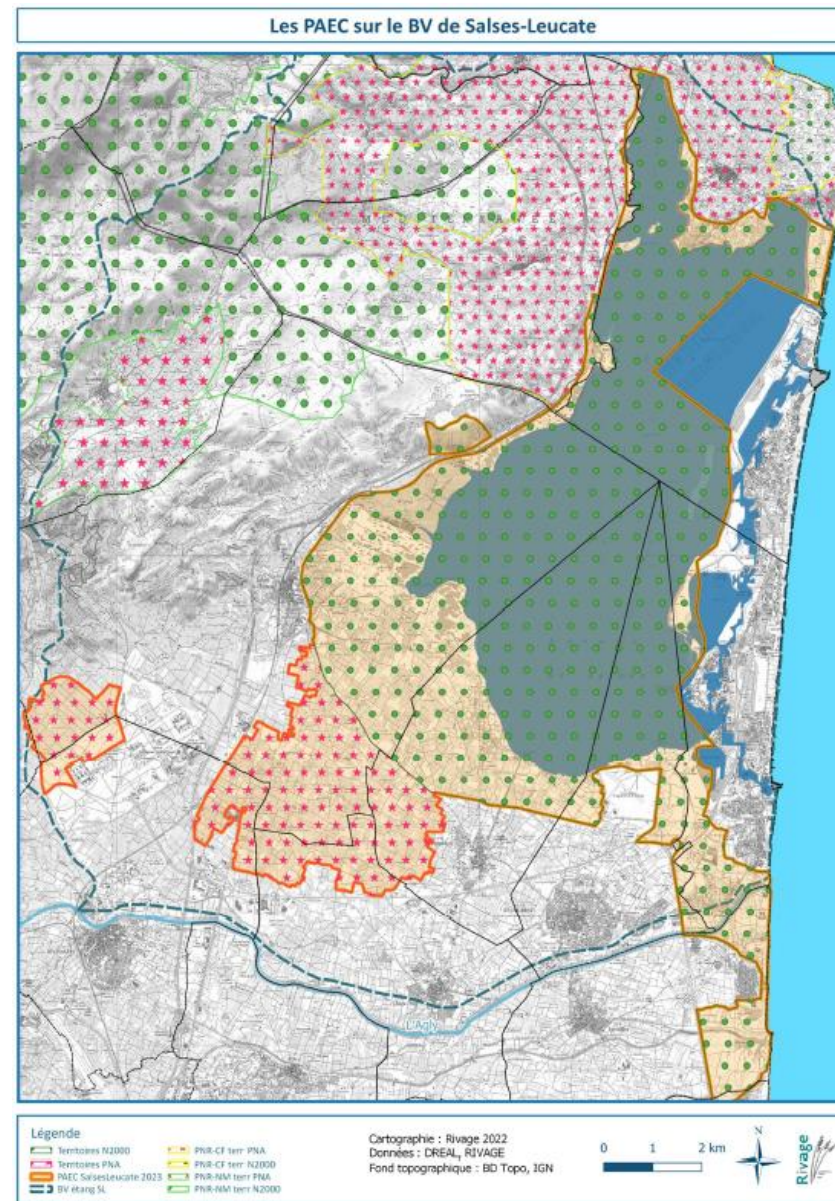 Les PAEC sur le BV de Salses-Leucate
L'Agly
Légende
Territoires N2000
Territoires PNA
PAEC SalsesLeucate 2023
BV étang SL
PNR-CF terr PNA
PNR-CF terr N2000
PNR-NM terr PNA
PNR-NM terr N2000
Cartographie : Rivage 2022
Données : DREAL, RIVAGE
Fond topographique : BD Topo, IGN
0 1 2 km
N
Rivage